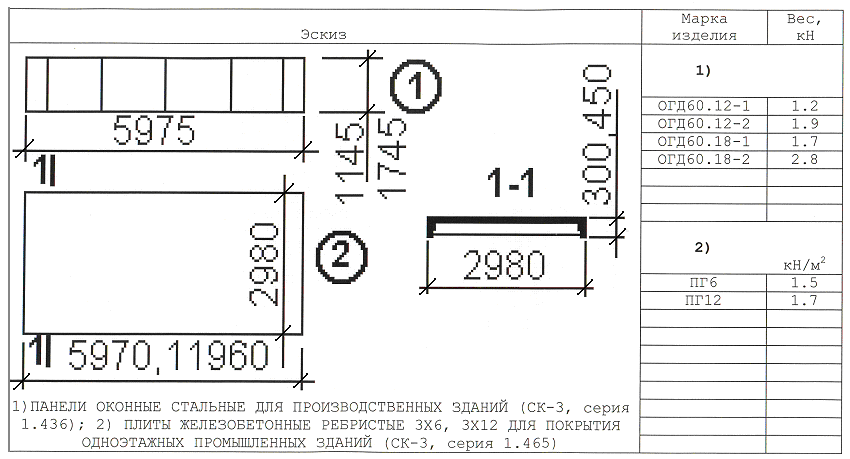 Эскиз
Марка изделия
Вес, кН
1)
ОГД60.12-1 1.2
ОГД60.12-2 1.9
ОГД60.18-1 1.7
ОГД60.18-2 2.8
2)
кН/м²
ПГ6 1.5
ПГ12 1.7
1
5975
1145
1745
1
2980
2
1
5970,11960
1-1
300,450
2980
1)ПАНЕЛИ ОКОННЫЕ СТАЛЬНЫЕ ДЛЯ ПРОИЗВОДСТВЕННЫХ ЗДАНИЙ (СК-3, серия
1.436); 2) ПЛИТЫ ЖЕЛЕЗОБЕТОННЫЕ РЕБРИСТЫЕ 3Х6, 3Х12 ДЛЯ ПОКРЫТИЯ
ОДНОЭТАЖНЫХ ПРОМЫШЛЕННЫХ ЗДАНИЙ (СК-3, серия 1.465)